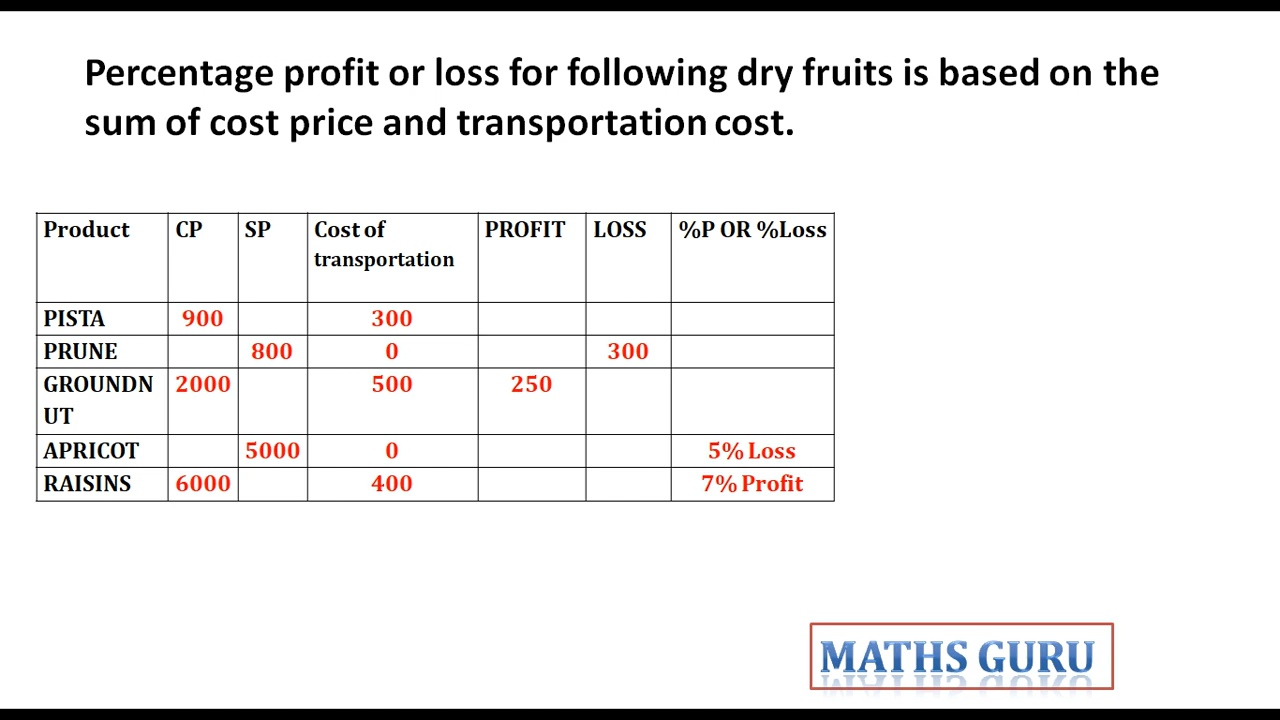 Percentage profit or loss for following dry fruits is based on the
sum of cost price and transportation cost.
Product CP SP Cost of transportation PROFIT LOSS %P OR %Loss
PISTA 900 300
PRUNE 800 0 300
GROUNDN 2000 500 250
UT
APRICOT 5000 0 5% Loss
RAISINS 6000 400 7% Profit
MATHS GURU